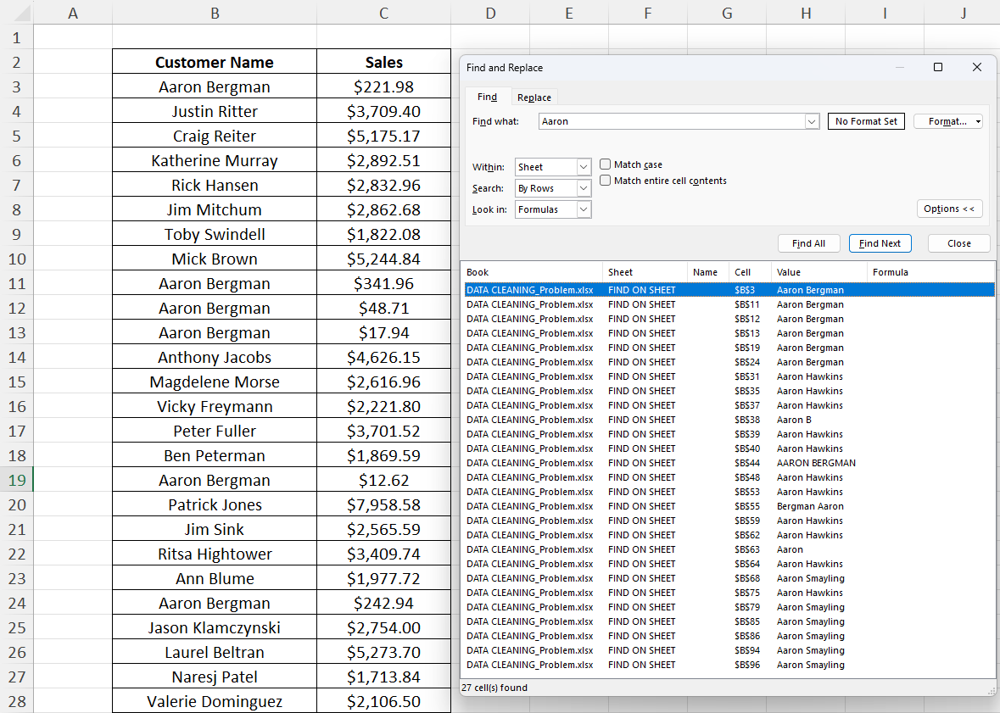 A B C D E F G H I J
1
2 Customer Name Sales
3 Aaron Bergman $221.98
4 Justin Ritter $3,709.40
5 Craig Reiter $5,175.17
6 Katherine Murray $2,892.51
7 Rick Hansen $2,832.96
8 Jim Mitchum $2,862.68
9 Toby Swindell $1,822.08
10 Mick Brown $5,244.84
11 Aaron Bergman $341.96
12 Aaron Bergman $48.71
13 Aaron Bergman $17.94
14 Anthony Jacobs $4,626.15
15 Magdelene Morse $2,616.96
16 Vicky Freymann $2,221.80
17 Peter Fuller $3,701.52
18 Ben Peterman $1,869.59
19 Aaron Bergman $12.62
20 Patrick Jones $7,958.58
21 Jim Sink $2,565.59
22 Ritsa Hightower $3,409.74
23 Ann Blume $1,977.72
24 Aaron Bergman $242.94
25 Jason Klamczynski $2,754.00
26 Laurel Beltran $5,273.70
27 Naresj Patel $1,713.84
28 Valerie Dominguez $2,106.50
Find and Replace
Find Replace
Find what: Aaron No Format Set Format...
Within: Sheet Match case
Search: By Rows Match entire cell contents
Look in: Formulas Options <<
Find All Find Next Close
Book Sheet Name Cell Value Formula
DATA CLEANING_Problem.xlsx FIND ON SHEET $B$3 Aaron Bergman
DATA CLEANING_Problem.xlsx FIND ON SHEET $B$11 Aaron Bergman
DATA CLEANING_Problem.xlsx FIND ON SHEET $B$12 Aaron Bergman
DATA CLEANING_Problem.xlsx FIND ON SHEET $B$13 Aaron Bergman
DATA CLEANING_Problem.xlsx FIND ON SHEET $B$19 Aaron Bergman
DATA CLEANING_Problem.xlsx FIND ON SHEET $B$24 Aaron Bergman
DATA CLEANING_Problem.xlsx FIND ON SHEET $B$31 Aaron Hawkins
DATA CLEANING_Problem.xlsx FIND ON SHEET $B$35 Aaron Hawkins
DATA CLEANING_Problem.xlsx FIND ON SHEET $B$37 Aaron Hawkins
DATA CLEANING_Problem.xlsx FIND ON SHEET $B$38 Aaron B
DATA CLEANING_Problem.xlsx FIND ON SHEET $B$39 Aaron Hawkins
DATA CLEANING_Problem.xlsx FIND ON SHEET $B$40 Aaron Hawkins
DATA CLEANING_Problem.xlsx FIND ON SHEET $B$44 AARON BERGMAN
DATA CLEANING_Problem.xlsx FIND ON SHEET $B$48 Aaron Hawkins
DATA CLEANING_Problem.xlsx FIND ON SHEET $B$53 Aaron Hawkins
DATA CLEANING_Problem.xlsx FIND ON SHEET $B$55 Bergman Aaron
DATA CLEANING_Problem.xlsx FIND ON SHEET $B$59 Aaron Hawkins
DATA CLEANING_Problem.xlsx FIND ON SHEET $B$62 Aaron Hawkins
DATA CLEANING_Problem.xlsx FIND ON SHEET $B$63 Aaron
DATA CLEANING_Problem.xlsx FIND ON SHEET $B$64 Aaron Hawkins
DATA CLEANING_Problem.xlsx FIND ON SHEET $B$68 Aaron Smayling
DATA CLEANING_Problem.xlsx FIND ON SHEET $B$75 Aaron Hawkins
DATA CLEANING_Problem.xlsx FIND ON SHEET $B$79 Aaron Smayling
DATA CLEANING_Problem.xlsx FIND ON SHEET $B$85 Aaron Smayling
DATA CLEANING_Problem.xlsx FIND ON SHEET $B$86 Aaron Smayling
DATA CLEANING_Problem.xlsx FIND ON SHEET $B$94 Aaron Smayling
DATA CLEANING_Problem.xlsx FIND ON SHEET $B$96 Aaron Smayling
27 cell(s) found